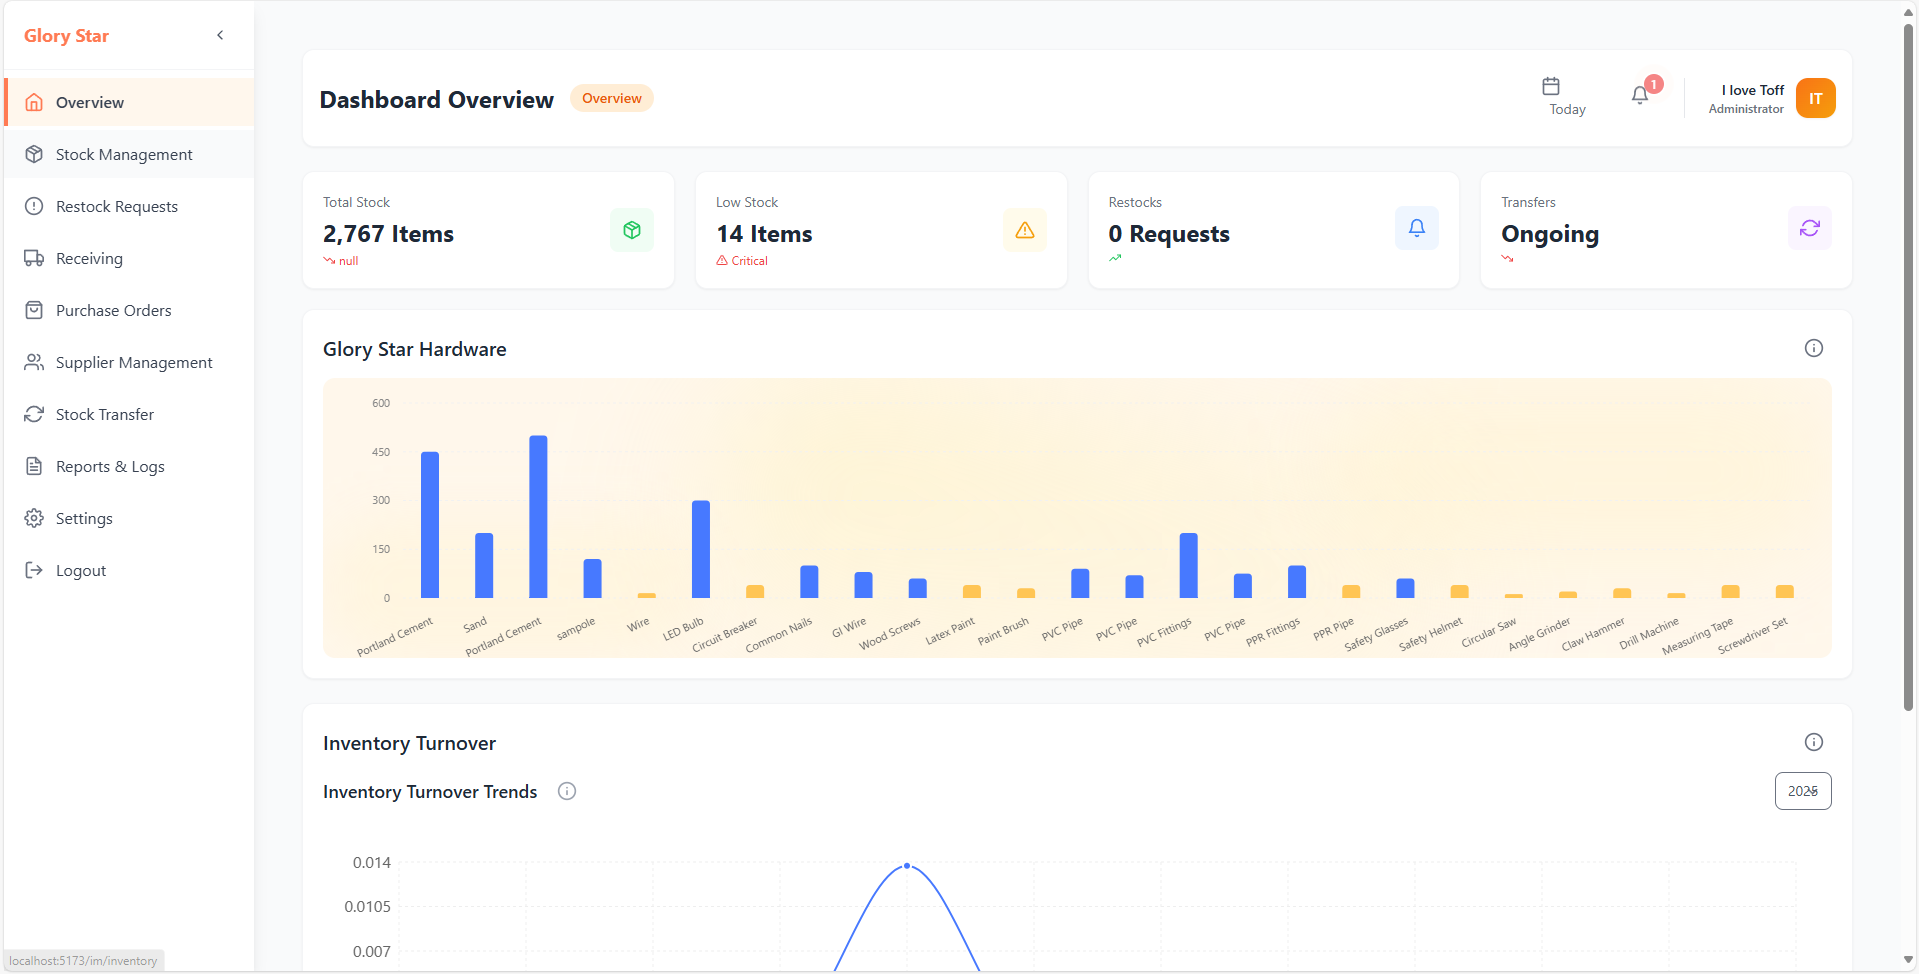 Glory Star
Overview
Stock Management
Restock Requests
Receiving
Purchase Orders
Supplier Management
Stock Transfer
Reports & Logs
Settings
Logout
Dashboard Overview
Overview
Today
1
I love Toff
Administrator
IT
Total Stock
2,767 Items
null
Low Stock
14 Items
Critical
Restocks
0 Requests
Transfers
Ongoing
Glory Star Hardware
600
450
300
150
0
Portland Cement
Sand
Portland Cement
sampole
Wire
LED Bulb
Circuit Breaker
Common Nails
GI Wire
Wood Screws
Latex Paint
Paint Brush
PVC Pipe
PVC Pipe
PVC Fittings
PVC Pipe
PPR Fittings
PPR Pipe
Safety Glasses
Safety Helmet
Circular Saw
Angle Grinder
Claw Hammer
Drill Machine
Measuring Tape
Screwdriver Set
Inventory Turnover
Inventory Turnover Trends
2025
0.014
0.0105
0.007
localhost:5173/im/inventory